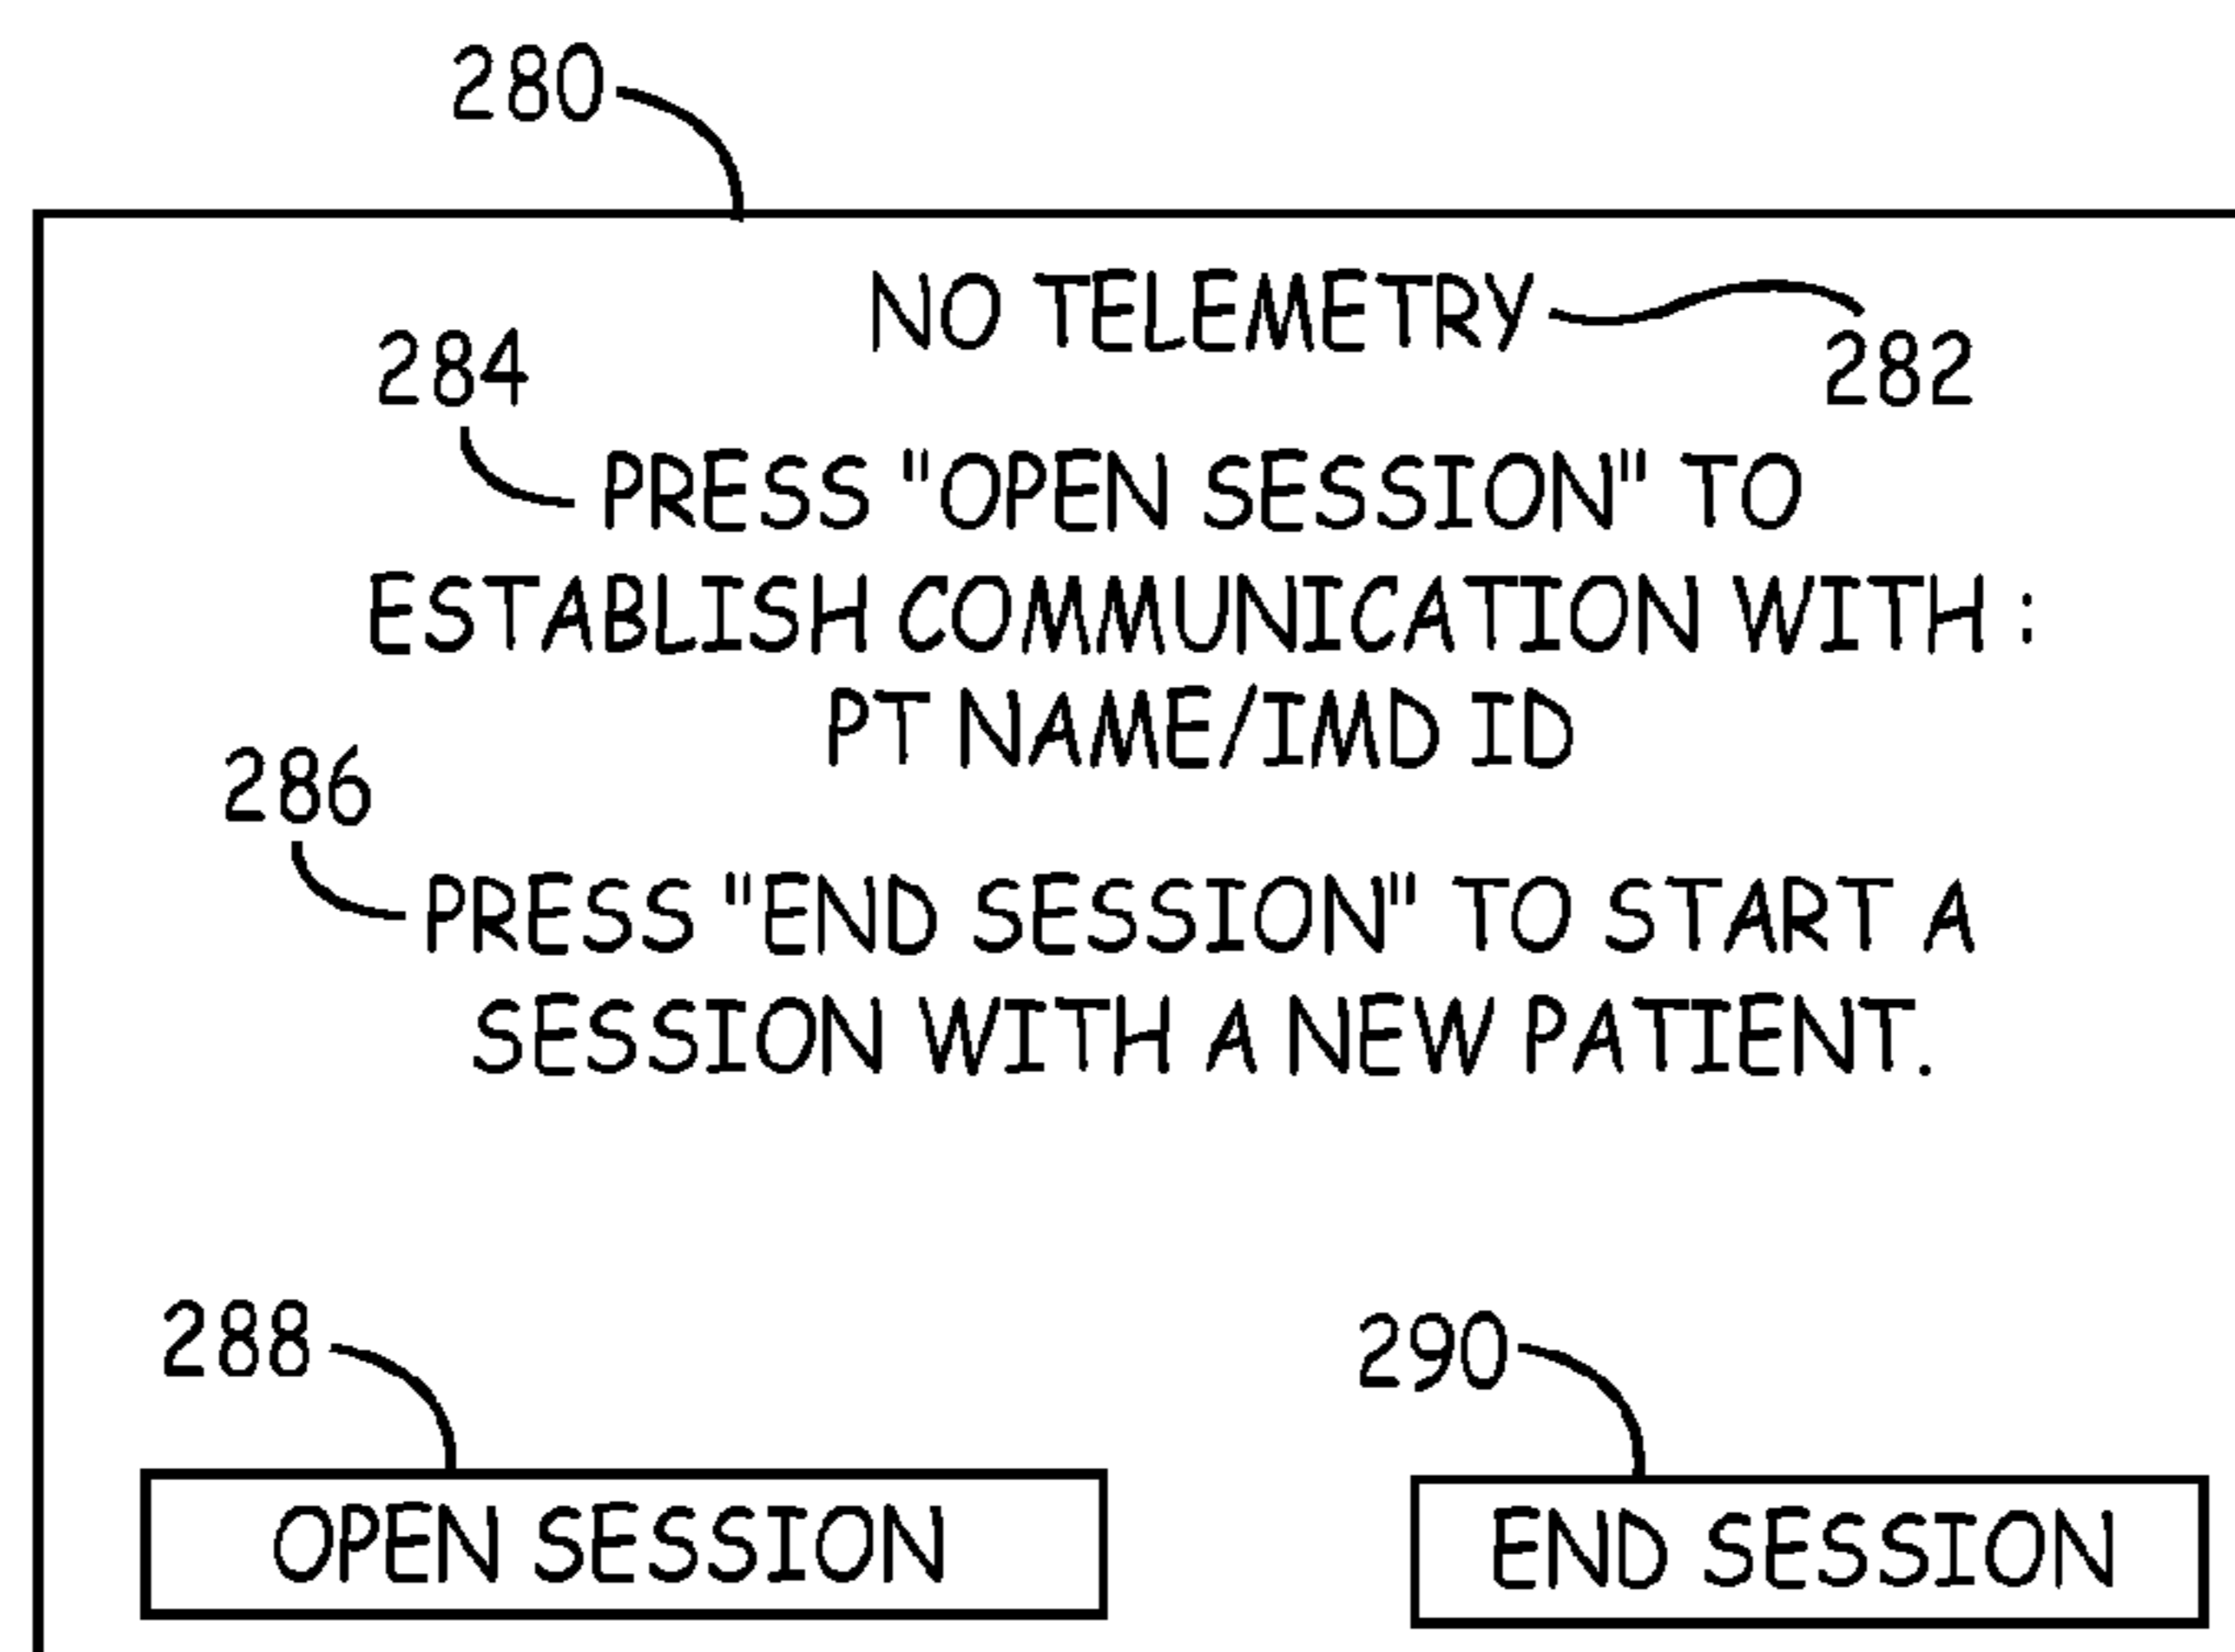 280
NO TELEMETRY
282
284
PRESS "OPEN SESSION" TO
ESTABLISH COMMUNICATION WITH :
PT NAME/IMD ID
286
PRESS "END SESSION" TO START A
SESSION WITH A NEW PATIENT.
288
290
OPEN SESSION
END SESSION